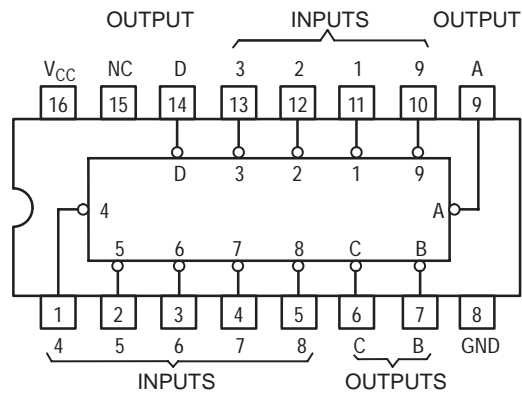 OUTPUT INPUTS OUTPUT
VCC NC D 3 2 1 9 A
16 15 14 13 12 11 10 9
D 3 2 1 9
4 A
5 6 7 8 C B
1 2 3 4 5 6 7 8
4 5 6 7 8 C B GND
INPUTS OUTPUTS